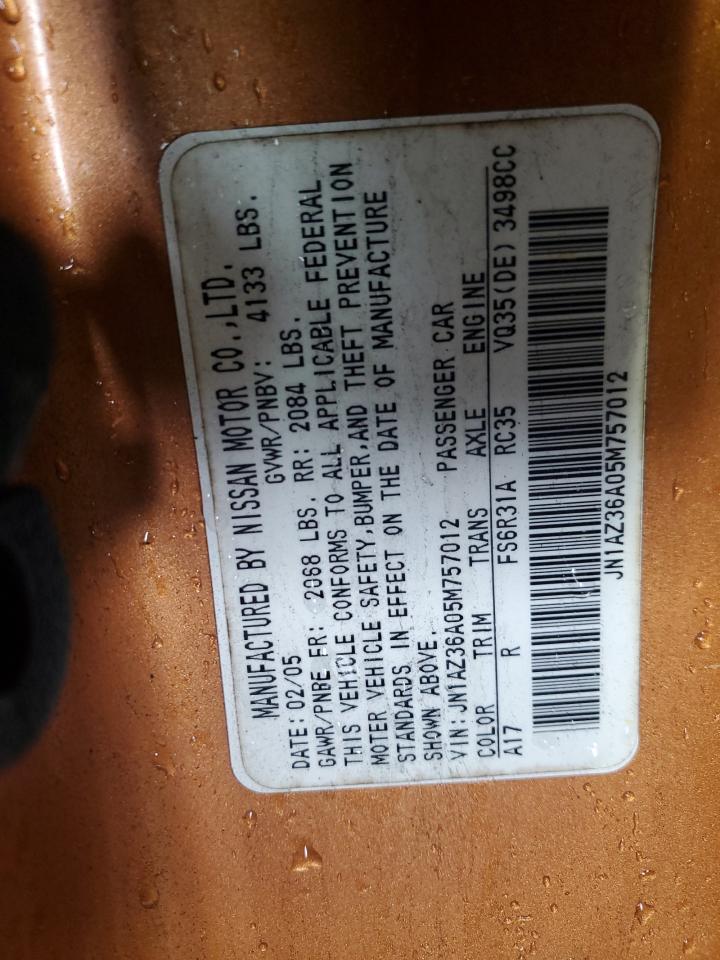 MANUFACTURED BY NISSAN MOTOR CO.,LTD.
DATE: 02/05 GVWR/PNBV: 4133 LBS.
GAWR/PNBE FR: 2068 LBS. RR: 2084 LBS.
THIS VEHICLE CONFORMS TO ALL APPLICABLE FEDERAL
MOTER VEHICLE SAFETY,BUMPER,AND THEFT PREVENTION
STANDARDS IN EFFECT ON THE DATE OF MANUFACTURE
SHOWN ABOVE.
VIN: JN1AZ36A05M757012 PASSENGER CAR
COLOR TRIM TRANS AXLE ENGINE
A17 R FS6R31A RC35 VQ35(DE) 3498CC
JN1AZ36A05M757012